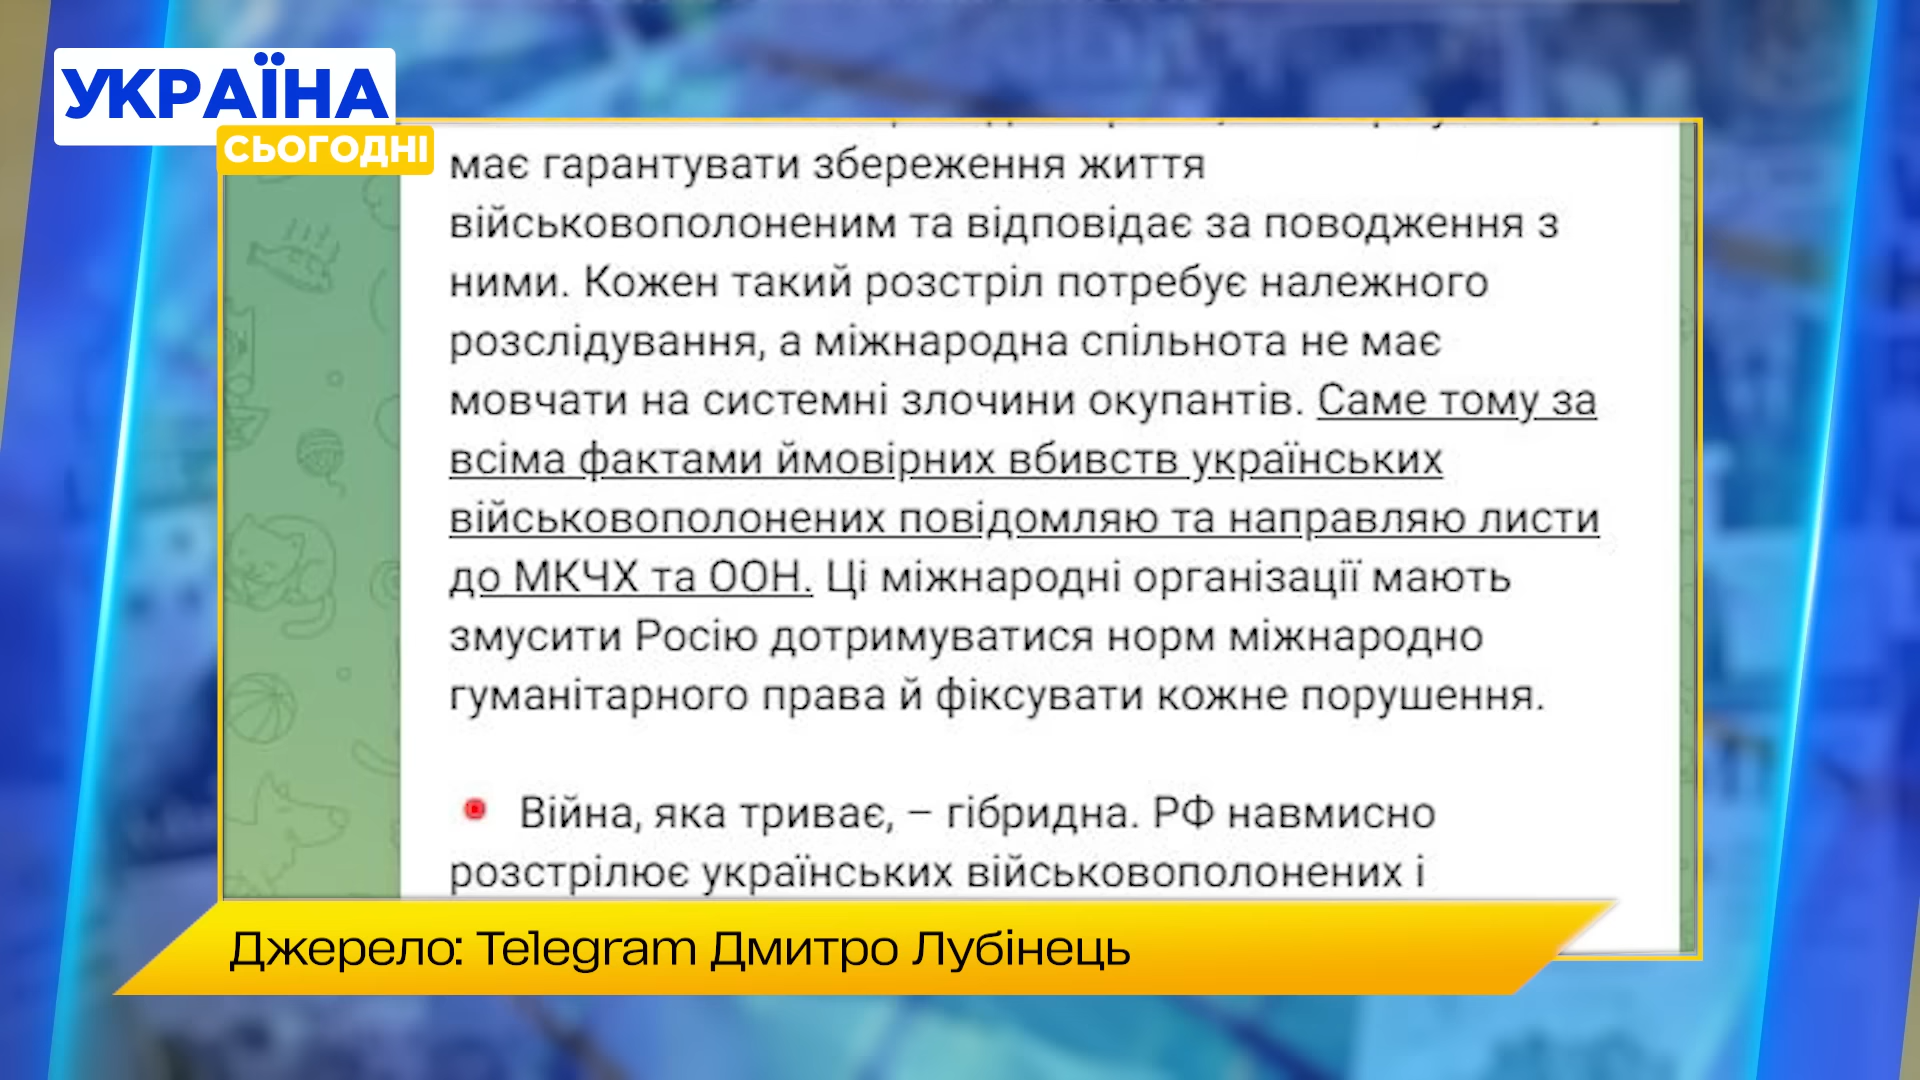 УКРАЇНА
СЬОГОДНІ
має гарантувати збереження життя
військовополоненим та відповідає за поводження з
ними. Кожен такий розстріл потребує належного
розслідування, а міжнародна спільнота не має
мовчати на системні злочини окупантів. Саме тому за
всіма фактами ймовірних вбивств українських
військовополонених повідомляю та направляю листи
до МКЧХ та ООН. Ці міжнародні організації мають
змусити Росію дотримуватися норм міжнародно
гуманітарного права й фіксувати кожне порушення.
Війна, яка триває, – гібридна. РФ навмисно
розстрілює українських військовополонених і
Джерело: Telegram Дмитро Лубінець